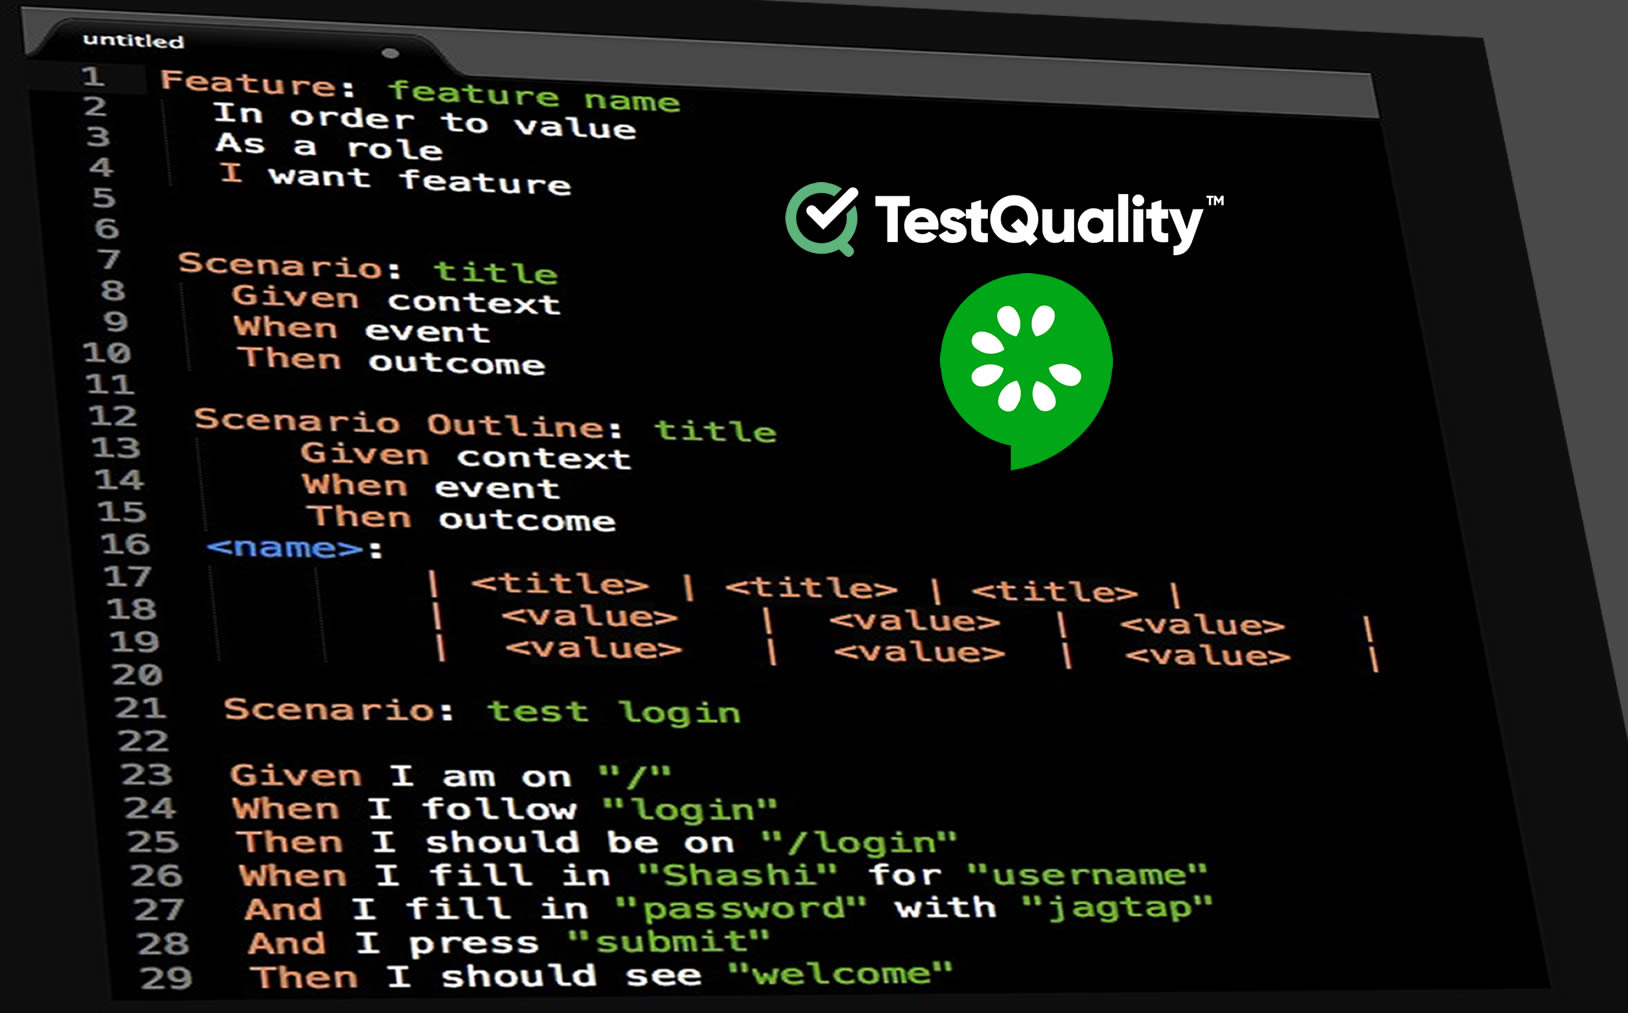 untitled
1 Feature: feature name
2 In order to value
3 As a role
4 I want feature
5
6
7 Scenario: title
8 Given context
9 When event
10 Then outcome
11
12 Scenario Outline: title
13 Given context
14 When event
15 Then outcome
16 <name>:
17 | <title> | <title> | <title> |
18 | <value> | <value> | <value> |
19 | <value> | <value> | <value> |
20
21 Scenario: test login
22
23 Given I am on "/"
24 When I follow "login"
25 Then I should be on "/login"
26 When I fill in "Shashi" for "username"
27 And I fill in "password" with "jagtap"
28 And I press "submit"
29 Then I should see "welcome"
TestQuality™